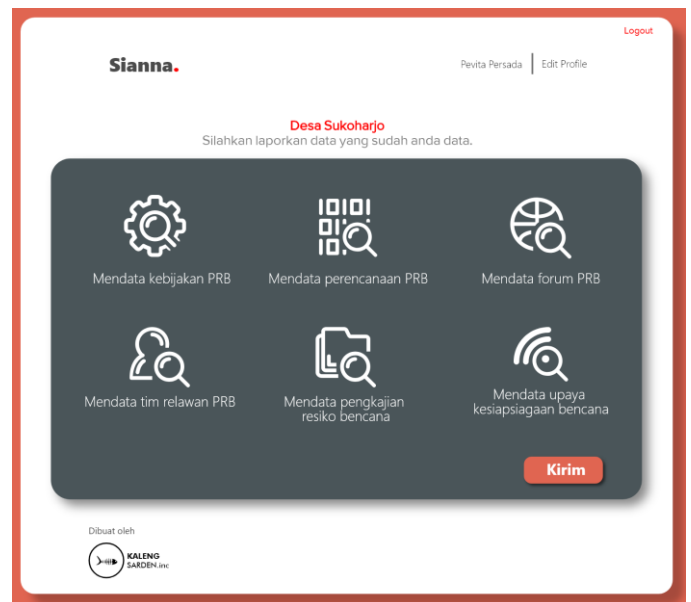 Logout
Sianna.
Pevita Persada
Edit Profile
Desa Sukoharjo
Silahkan laporkan data yang sudah anda data.
Mendata kebijakan PRB
Mendata perencanaan PRB
Mendata forum PRB
Mendata tim relawan PRB
Mendata pengkajian
resiko bencana
Mendata upaya
kesiapsiagaan bencana
Kirim
Dibuat oleh
KALENG
SARDEN.inc